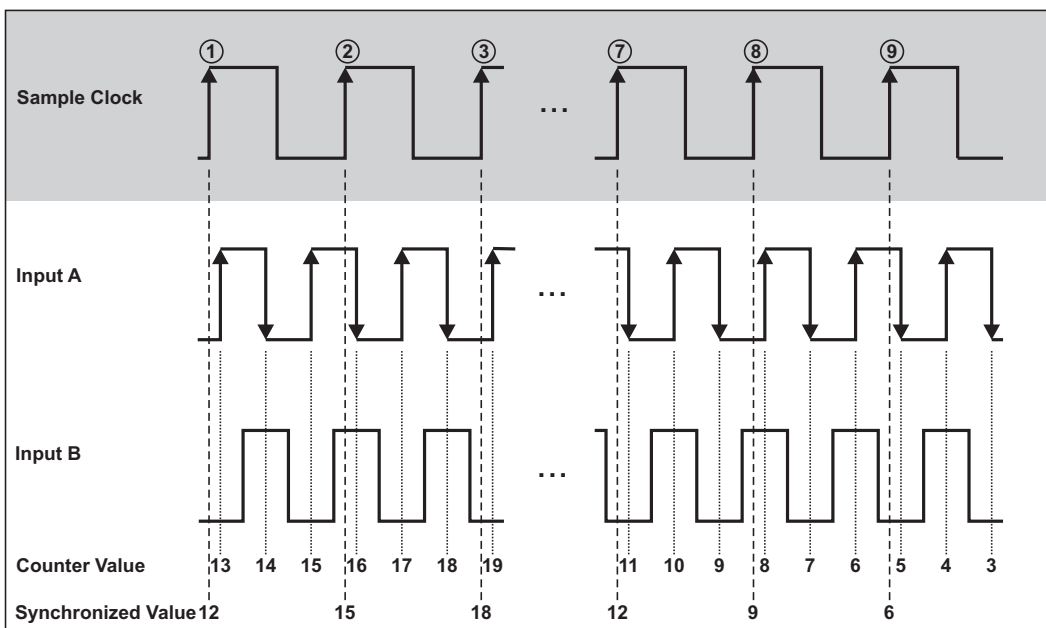 ① ② ③ ⑦ ⑧ ⑨
Sample Clock
...
Input A
...
Input B
...
Counter Value 13 14 15 16 17 18 19 11 10 9 8 7 6 5 4 3
Synchronized Value 12 15 18 12 9 6